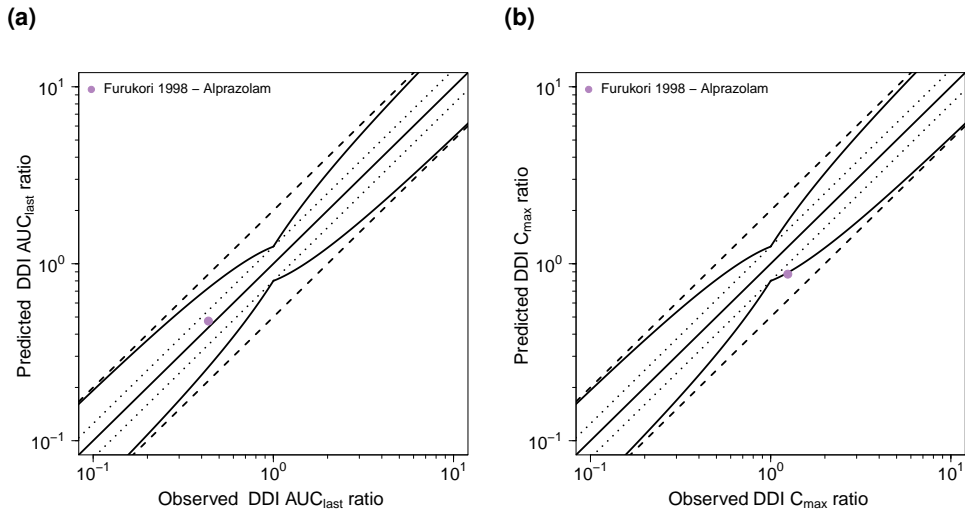 (a)
Furukori 1998 − Alprazolam
10¹
10⁰
10⁻¹
10⁻¹
10⁰
10¹
Predicted DDI AUClast ratio
Observed DDI AUClast ratio
(b)
Furukori 1998 − Alprazolam
10¹
10⁰
10⁻¹
10⁻¹
10⁰
10¹
Predicted DDI Cmax ratio
Observed DDI Cmax ratio